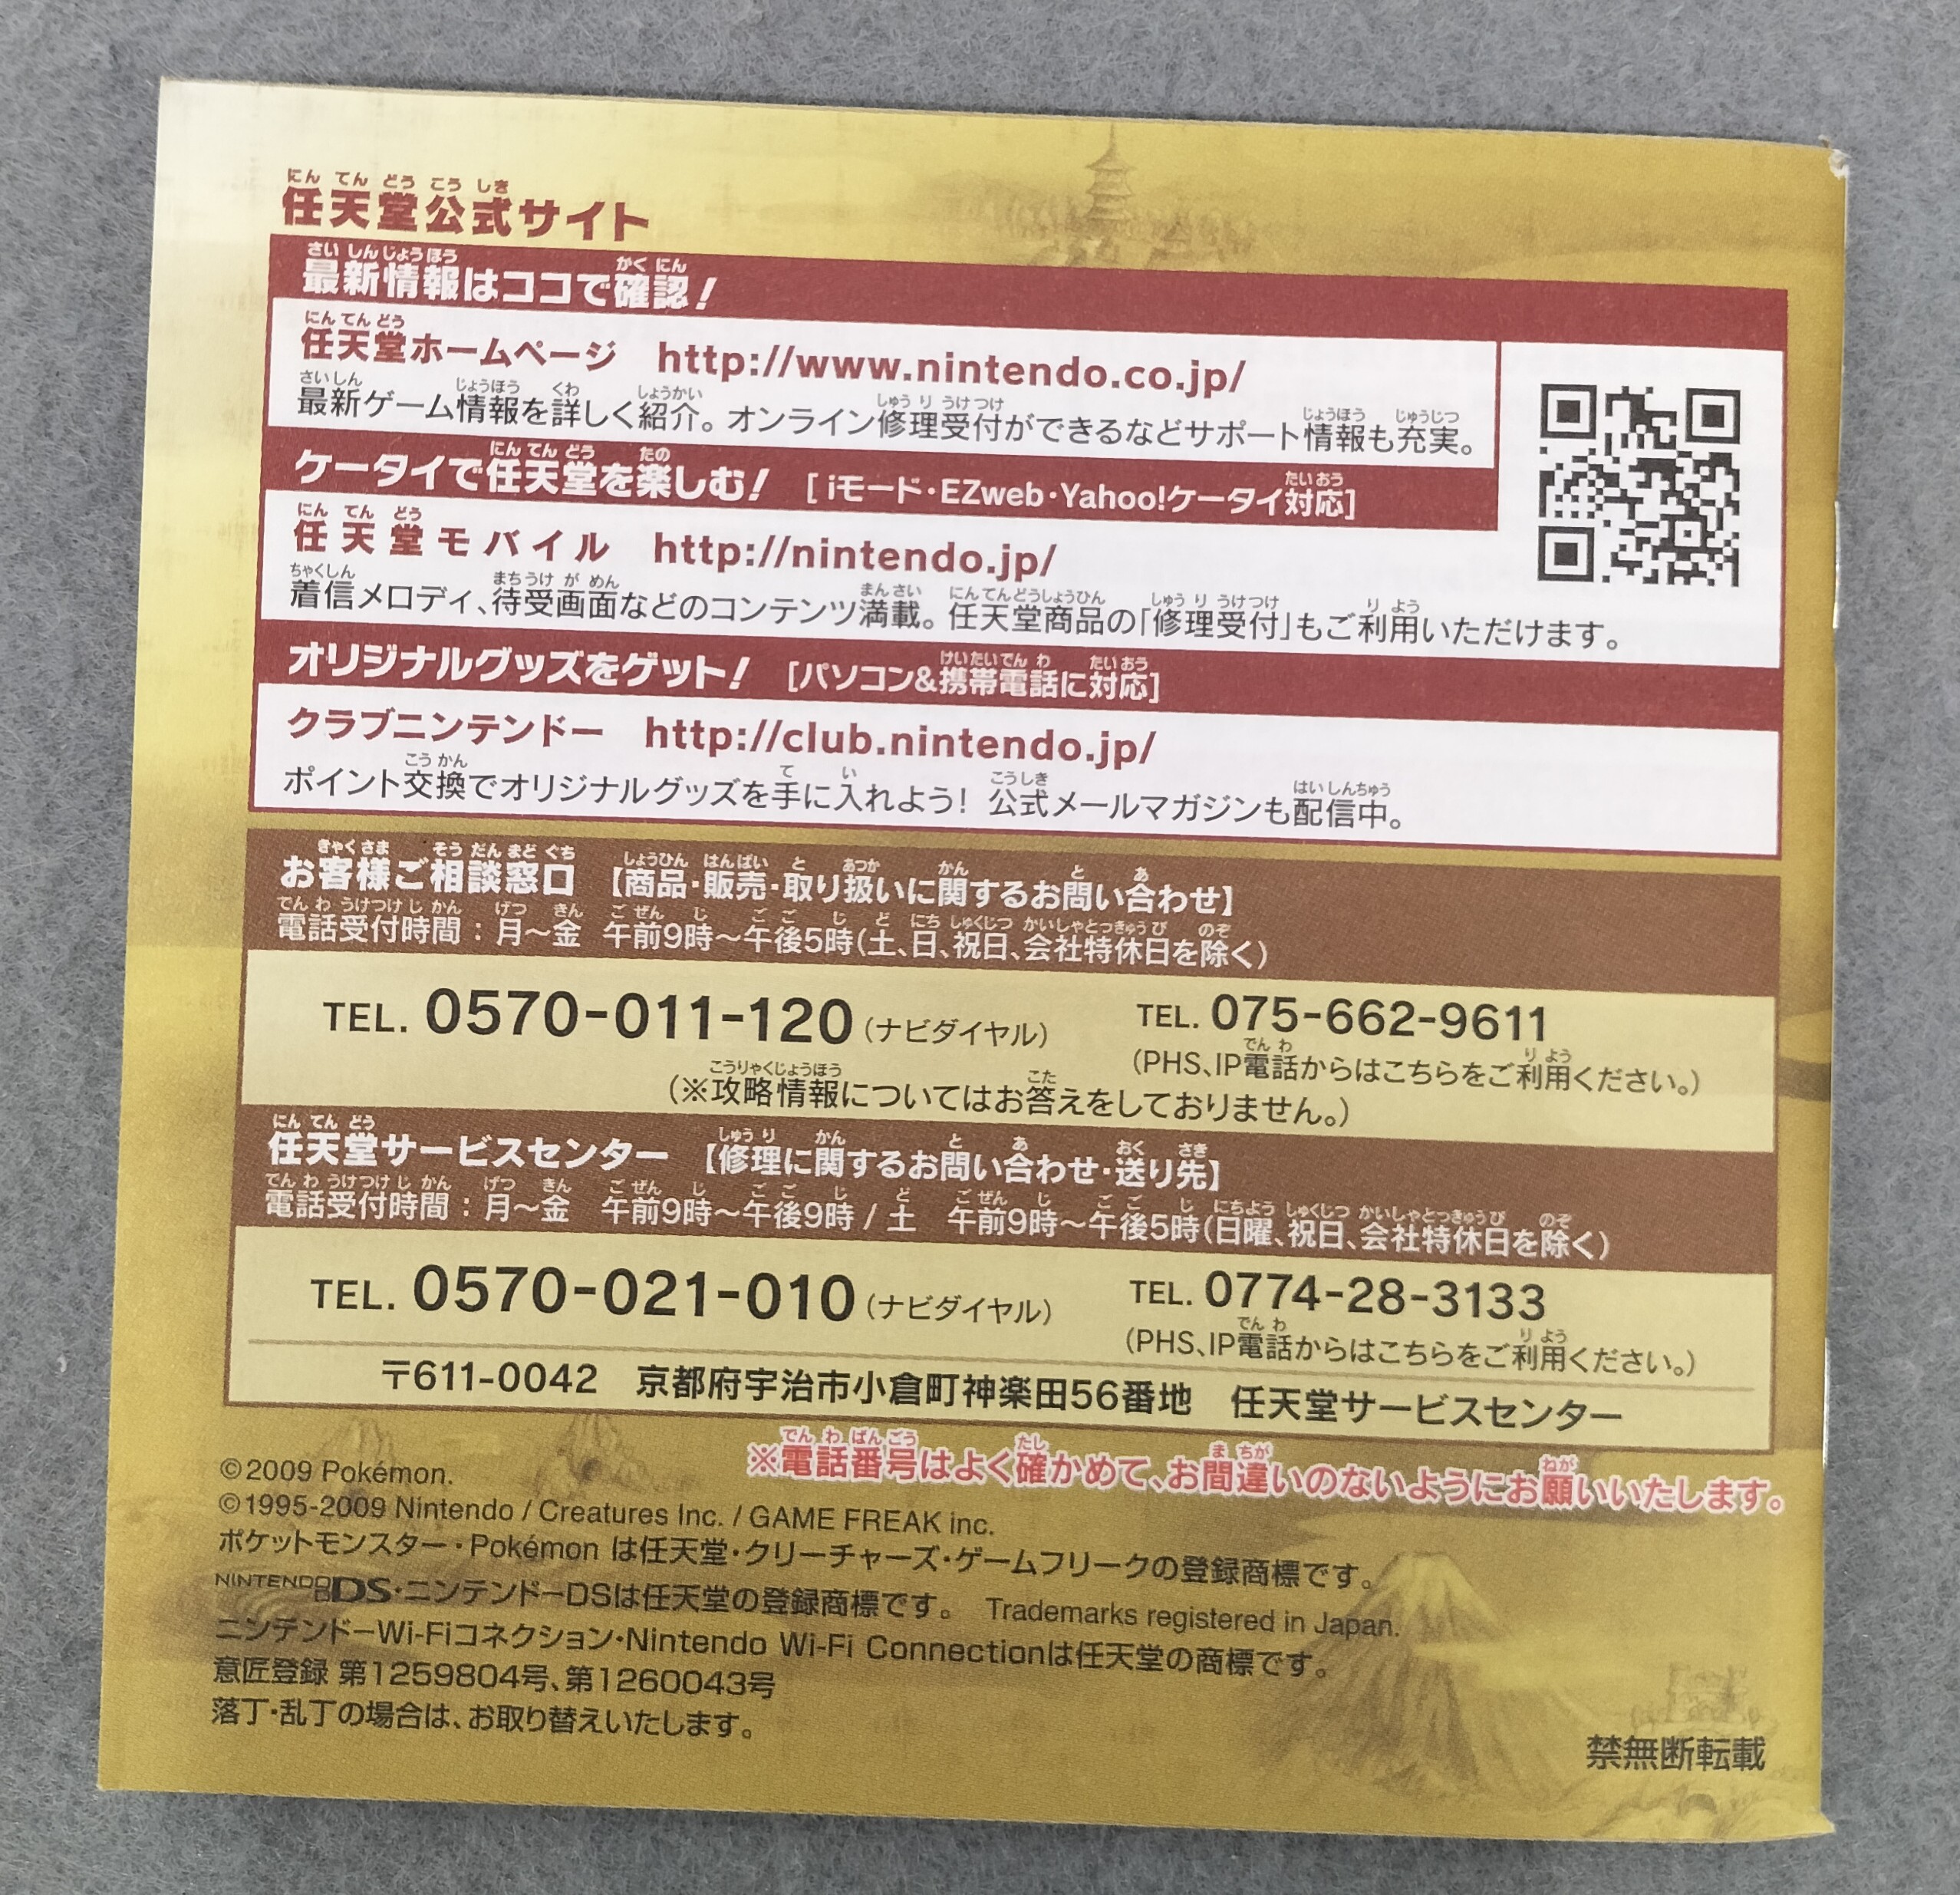 任天堂公式サイト
最新情報はココで確認！
任天堂ホームページ http://www.nintendo.co.jp/
最新ゲーム情報を詳しく紹介。オンライン修理受付ができるなどサポート情報も充実。
ケータイで任天堂を楽しむ！ [iモード・EZweb・Yahoo!ケータイ対応]
任天堂モバイル http://nintendo.jp/
着信メロディ、待受画面などのコンテンツ満載。任天堂商品の「修理受付」もご利用いただけます。
オリジナルグッズをゲット！ [パソコン&携帯電話に対応]
クラブニンテンドー http://club.nintendo.jp/
ポイント交換でオリジナルグッズを手に入れよう！ 公式メールマガジンも配信中。
お客様ご相談窓口 【商品・販売・取り扱いに関するお問い合わせ】
電話受付時間：月～金 午前9時～午後5時(土、日、祝日、会社特休日を除く)
TEL. 0570-011-120(ナビダイヤル) TEL. 075-662-9611
(PHS、IP電話からはこちらをご利用ください。)
(※攻略情報についてはお答えをしておりません。)
任天堂サービスセンター 【修理に関するお問い合わせ・送り先】
電話受付時間：月～金 午前9時～午後9時 / 土 午前9時～午後5時(日曜、祝日、会社特休日を除く)
TEL. 0570-021-010(ナビダイヤル) TEL. 0774-28-3133
(PHS、IP電話からはこちらをご利用ください。)
〒611-0042 京都府宇治市小倉町神楽田56番地 任天堂サービスセンター
※電話番号はよく確かめて、お間違いのないようにお願いいたします。
©2009 Pokémon.
©1995-2009 Nintendo / Creatures Inc. / GAME FREAK inc.
ポケットモンスター・Pokémon は任天堂・クリーチャーズ・ゲームフリークの登録商標です。
NINTENDO DS・ニンテンドーDSは任天堂の登録商標です。 Trademarks registered in Japan.
ニンテンドーWi-Fiコネクション・Nintendo Wi-Fi Connectionは任天堂の商標です。
意匠登録 第1259804号、第1260043号
落丁・乱丁の場合は、お取り替えいたします。
禁無断転載